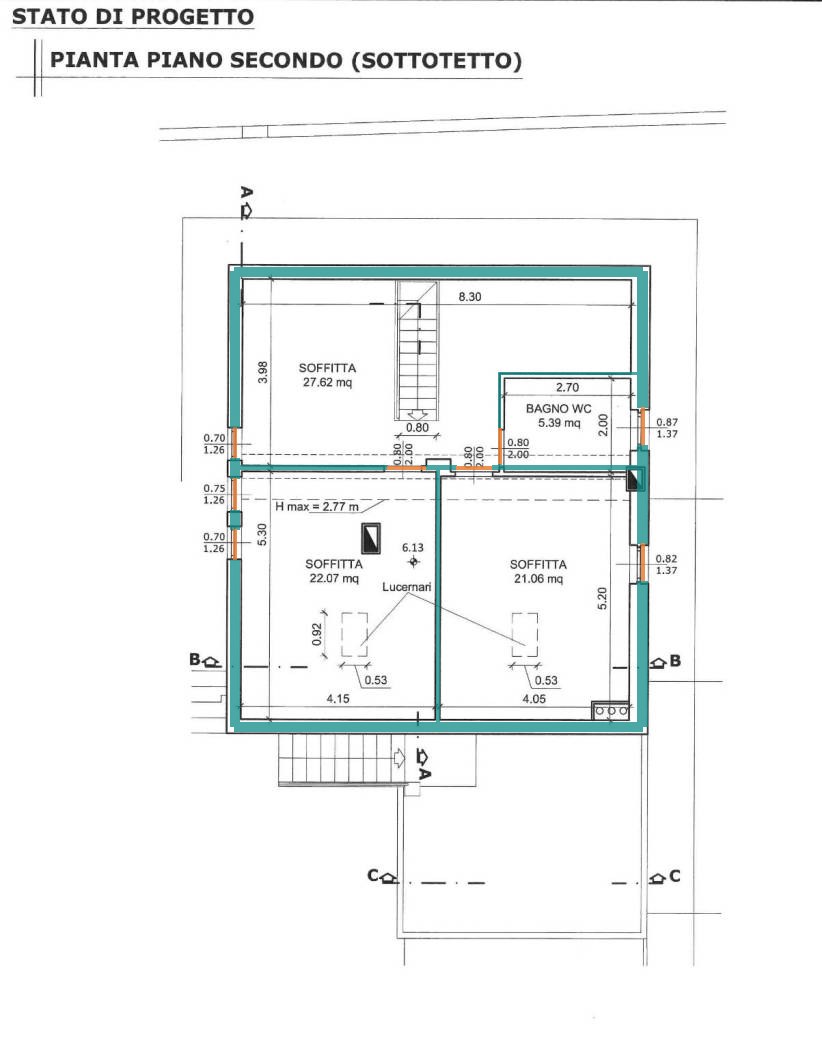 STATO DI PROGETTO
PIANTA PIANO SECONDO (SOTTOTETTO)
A
8.30
3.98
SOFFITTA
27.62 mq
2.70
BAGNO WC
5.39 mq
2.00
0.80
0.70
1.26
0.87
1.37
0.80
2.00
0.80
2.00
0.80
2.00
0.75
1.26
H max = 2.77 m
0.70
1.26
5.30
6.13
SOFFITTA
22.07 mq
SOFFITTA
21.06 mq
0.82
1.37
Lucernari
5.20
0.92
B
B
0.53
0.53
4.15
4.05
A
C
C